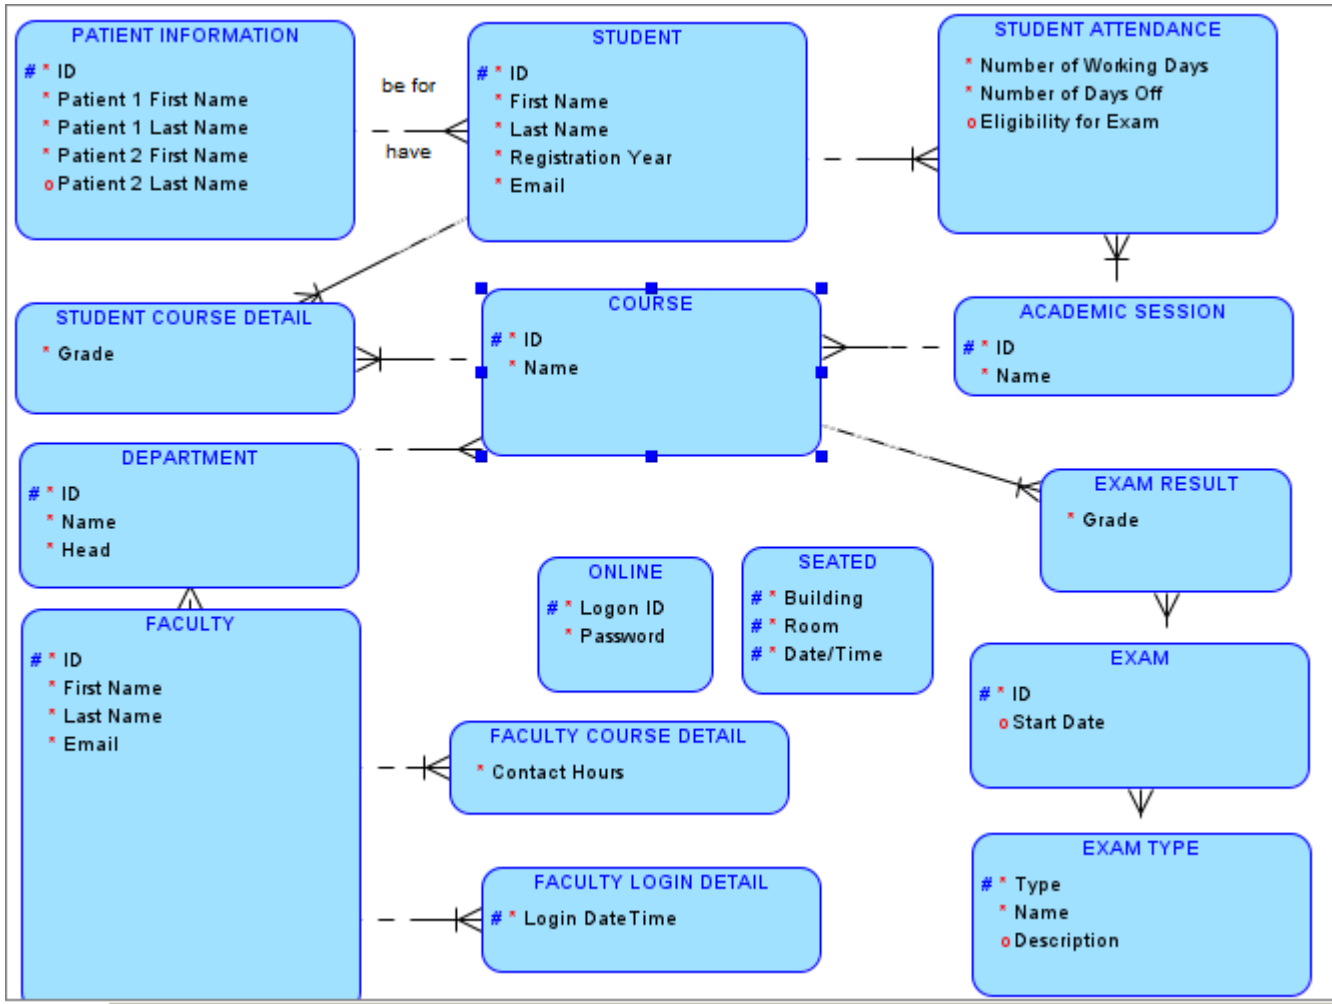 PATIENT INFORMATION
# * ID
* Patient 1 First Name
* Patient 1 Last Name
* Patient 2 First Name
o Patient 2 Last Name
be for
have
STUDENT
# * ID
* First Name
* Last Name
* Registration Year
* Email
STUDENT ATTENDANCE
* Number of Working Days
* Number of Days Off
o Eligibility for Exam
STUDENT COURSE DETAIL
* Grade
COURSE
# * ID
* Name
ACADEMIC SESSION
# * ID
* Name
DEPARTMENT
# * ID
* Name
* Head
EXAM RESULT
* Grade
ONLINE
# * Logon ID
* Password
SEATED
# * Building
# * Room
# * Date/Time
FACULTY
# * ID
* First Name
* Last Name
* Email
EXAM
# * ID
o Start Date
FACULTY COURSE DETAIL
* Contact Hours
EXAM TYPE
# * Type
* Name
o Description
FACULTY LOGIN DETAIL
# * Login DateTime